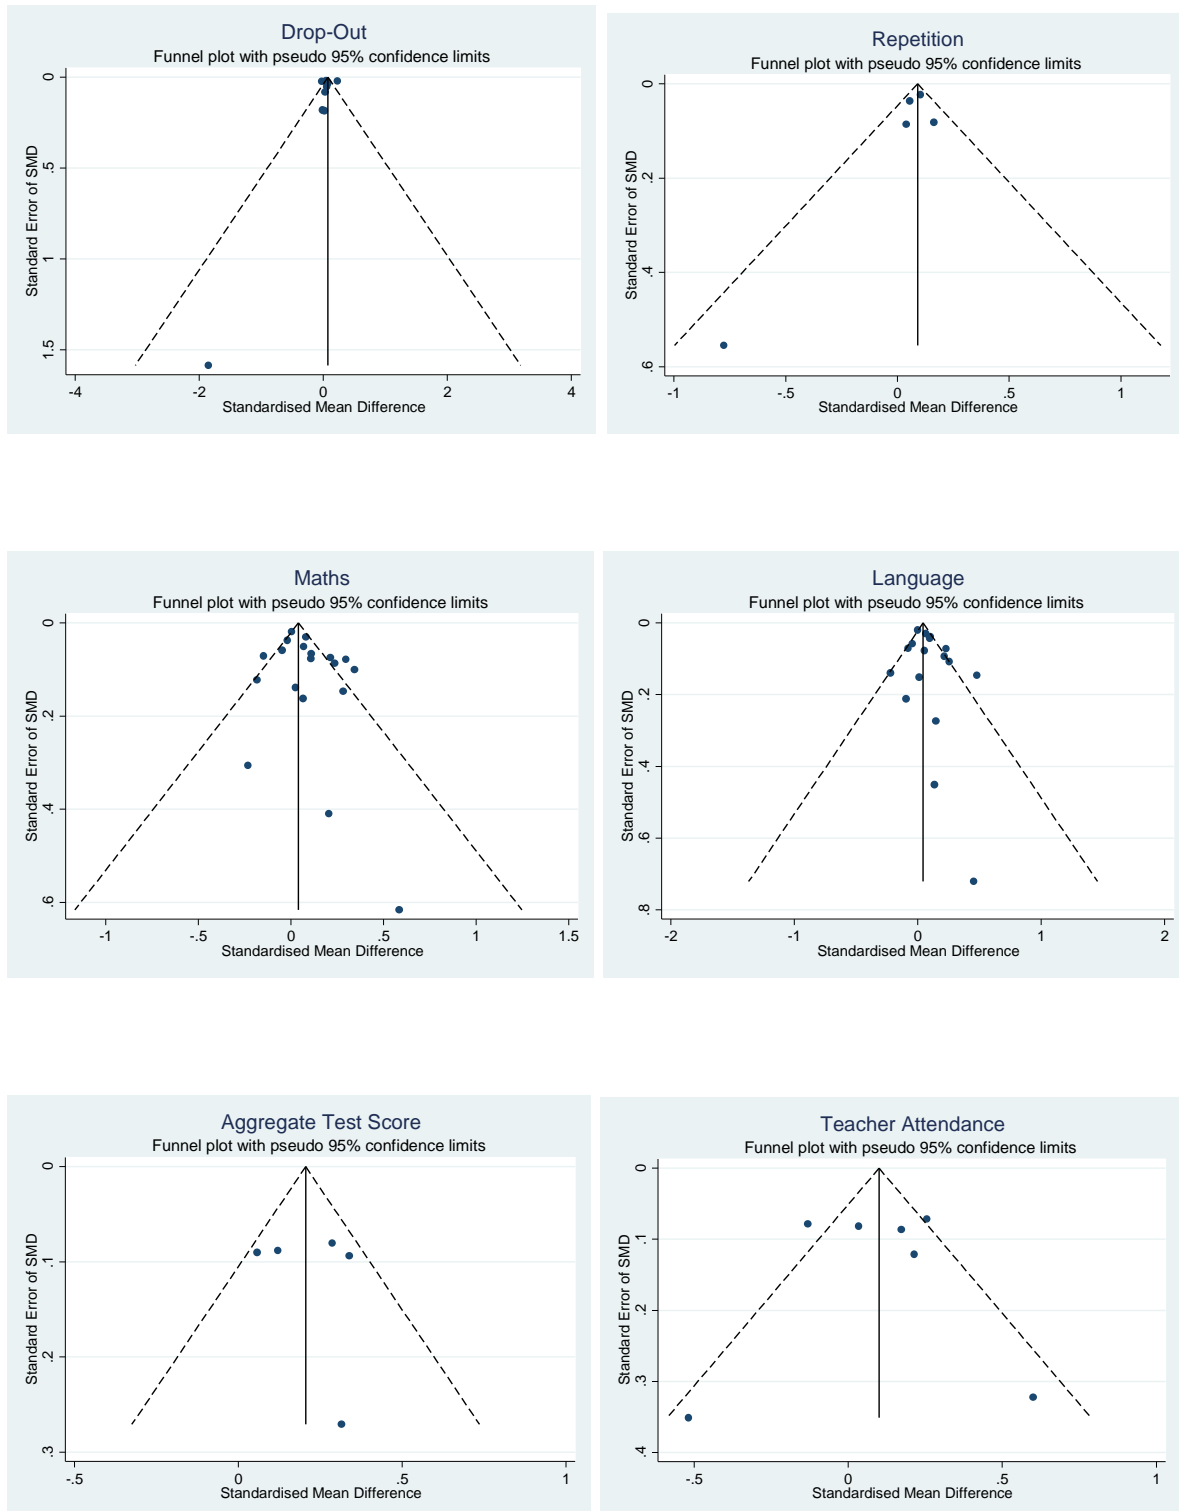 Drop-Out
Funnel plot with pseudo 95% confidence limits
0
.5
1
1.5
Standard Error of SMD
-4
-2
0
2
4
Standardised Mean Difference
Repetition
Funnel plot with pseudo 95% confidence limits
0
.2
.4
.6
Standard Error of SMD
-1
-.5
0
.5
1
Standardised Mean Difference
Maths
Funnel plot with pseudo 95% confidence limits
0
.2
.4
.6
Standard Error of SMD
-1
-.5
0
.5
1
1.5
Standardised Mean Difference
Language
Funnel plot with pseudo 95% confidence limits
0
.2
.4
.6
.8
Standard Error of SMD
-2
-1
0
1
2
Standardised Mean Difference
Aggregate Test Score
Funnel plot with pseudo 95% confidence limits
0
.1
.2
.3
Standard Error of SMD
-.5
0
.5
1
Standardised Mean Difference
Teacher Attendance
Funnel plot with pseudo 95% confidence limits
0
.1
.2
.3
.4
Standard Error of SMD
-.5
0
.5
1
Standardised Mean Difference